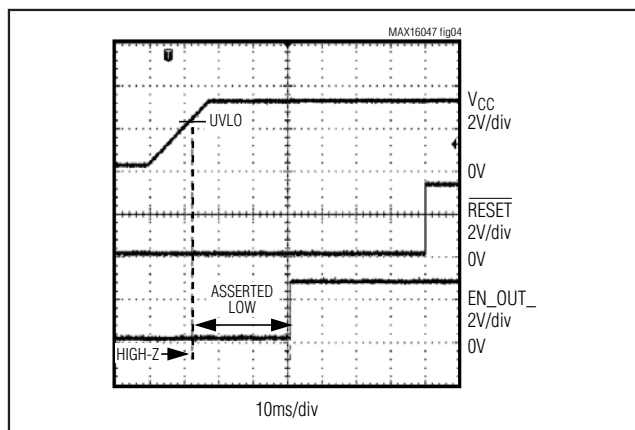 MAX16047 fig04
T
UVLO
VCC
2V/div
0V
RESET
2V/div
0V
ASSERTED
LOW
EN_OUT_
2V/div
0V
HIGH-Z
10ms/div